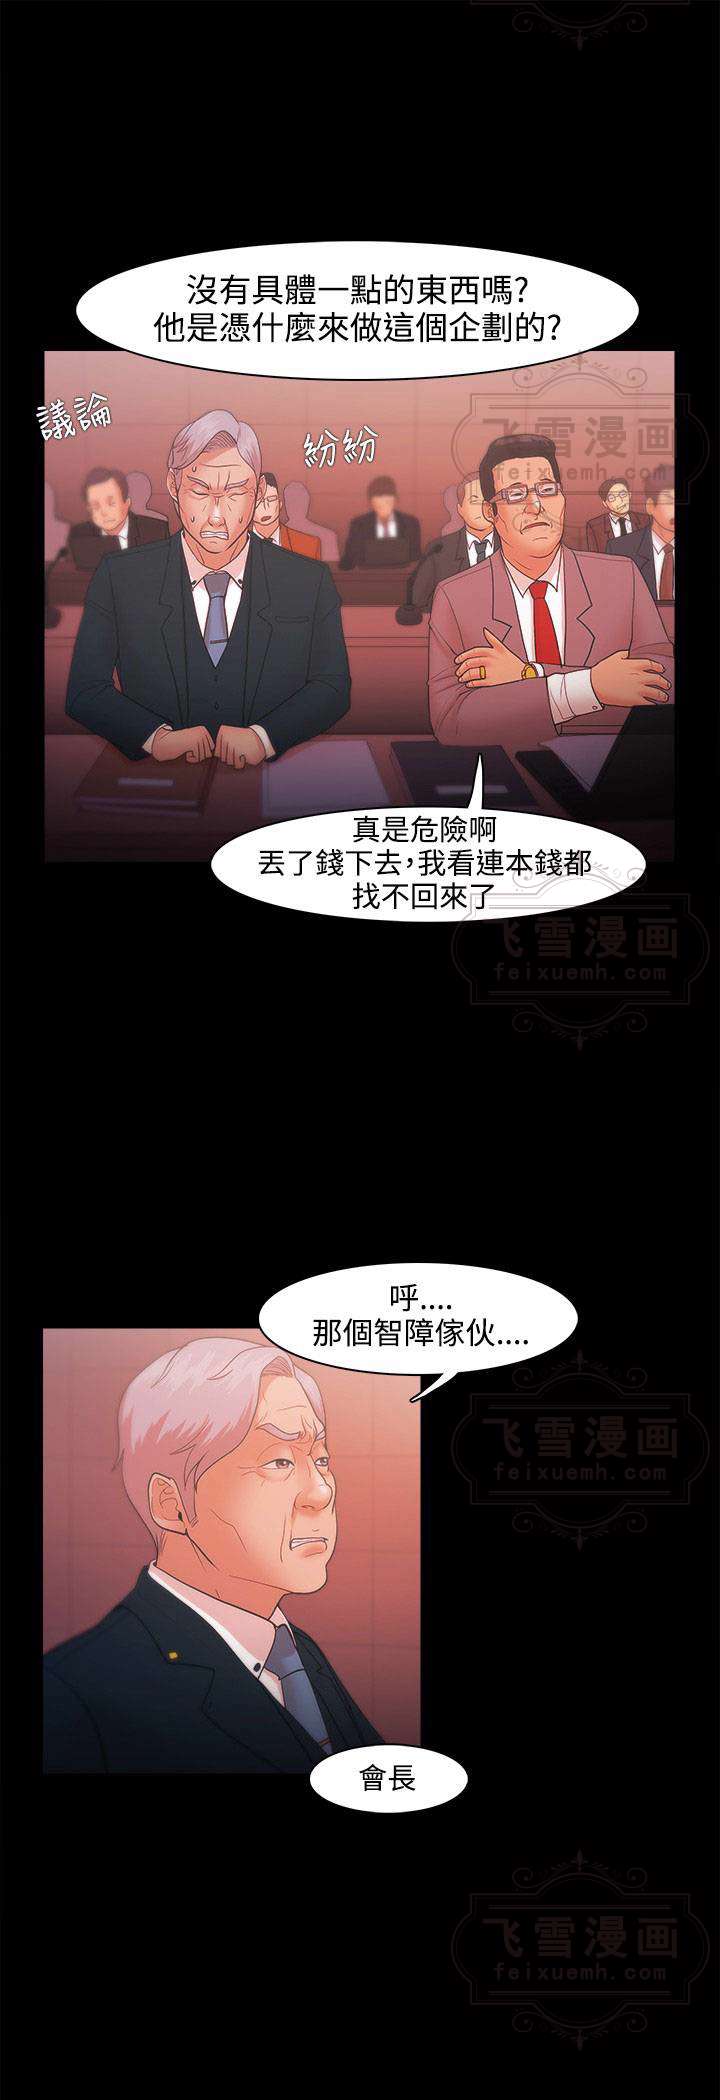 沒有具體一點的東西嗎?
他是憑什麼來做這個企劃的?
議論
紛紛
飞雪漫画
feixuemh.com
真是危險啊
丟了錢下去,我看連本錢都
找不回來了
飞雪漫画
feixuemh.com
呼....
那個智障傢伙....
飞雪漫画
feixuemh.com
會長
飞雪漫画
feixuemh.com